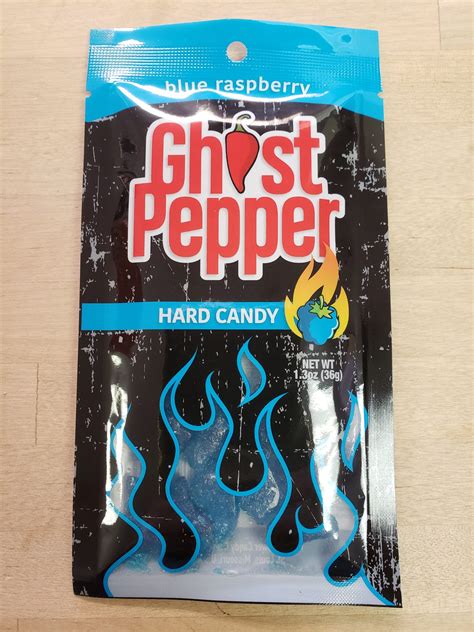 blue raspberry
Ghost
Pepper
HARD CANDY
NET WT
1.3oz (36g)